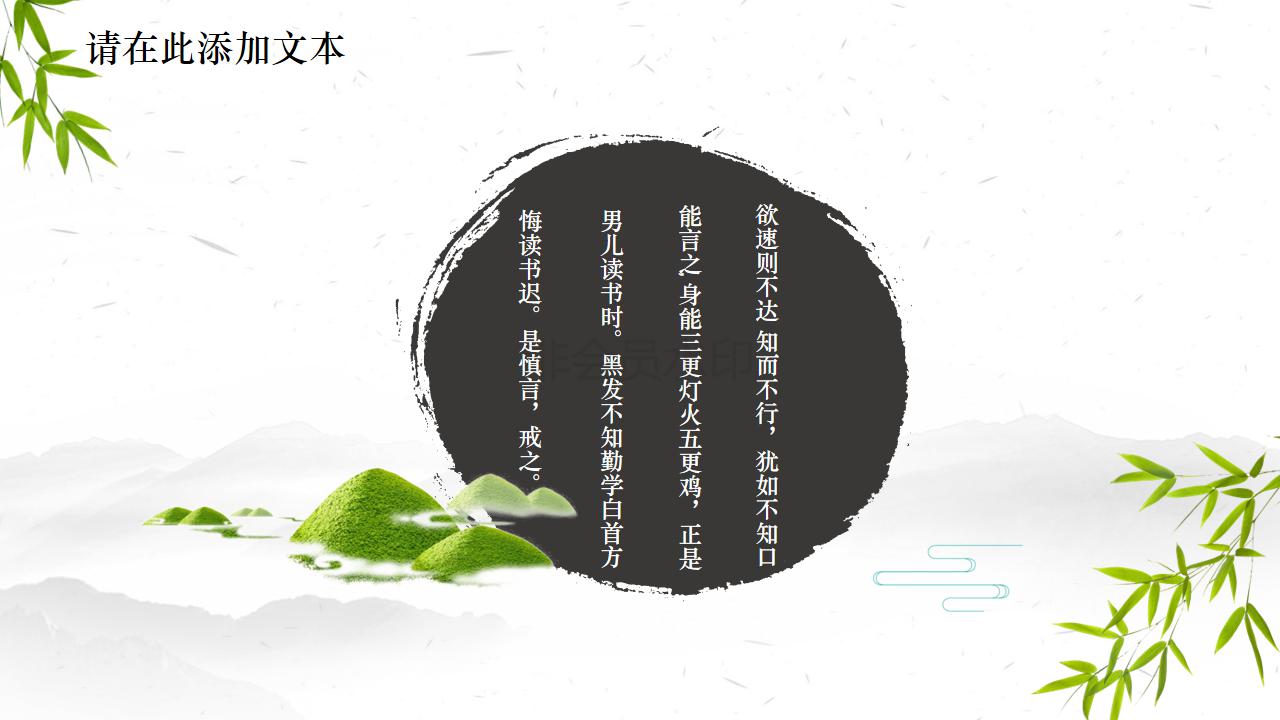 请在此添加文本
欲速则不达 知而不行，犹如不知口
能言之 身能三更灯火五更鸡，正是
男儿读书时。黑发不知勤学白首方
悔读书迟。是慎言，戒之。
非会员水印